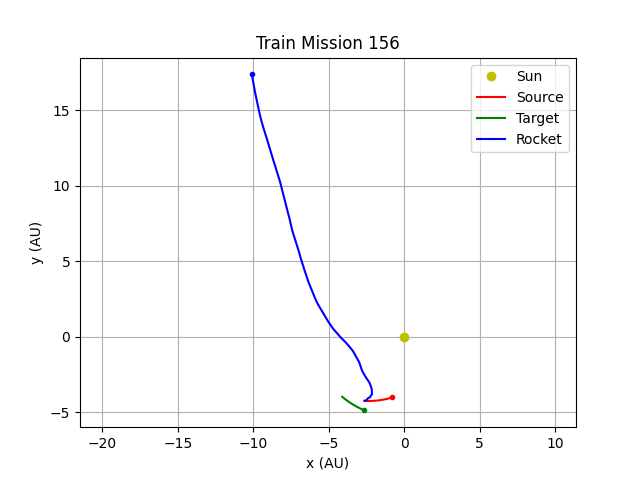 Train Mission 156
Sun
Source
Target
Rocket
15
10
5
0
−5
y (AU)
−20 −15 −10 −5 0 5 10
x (AU)